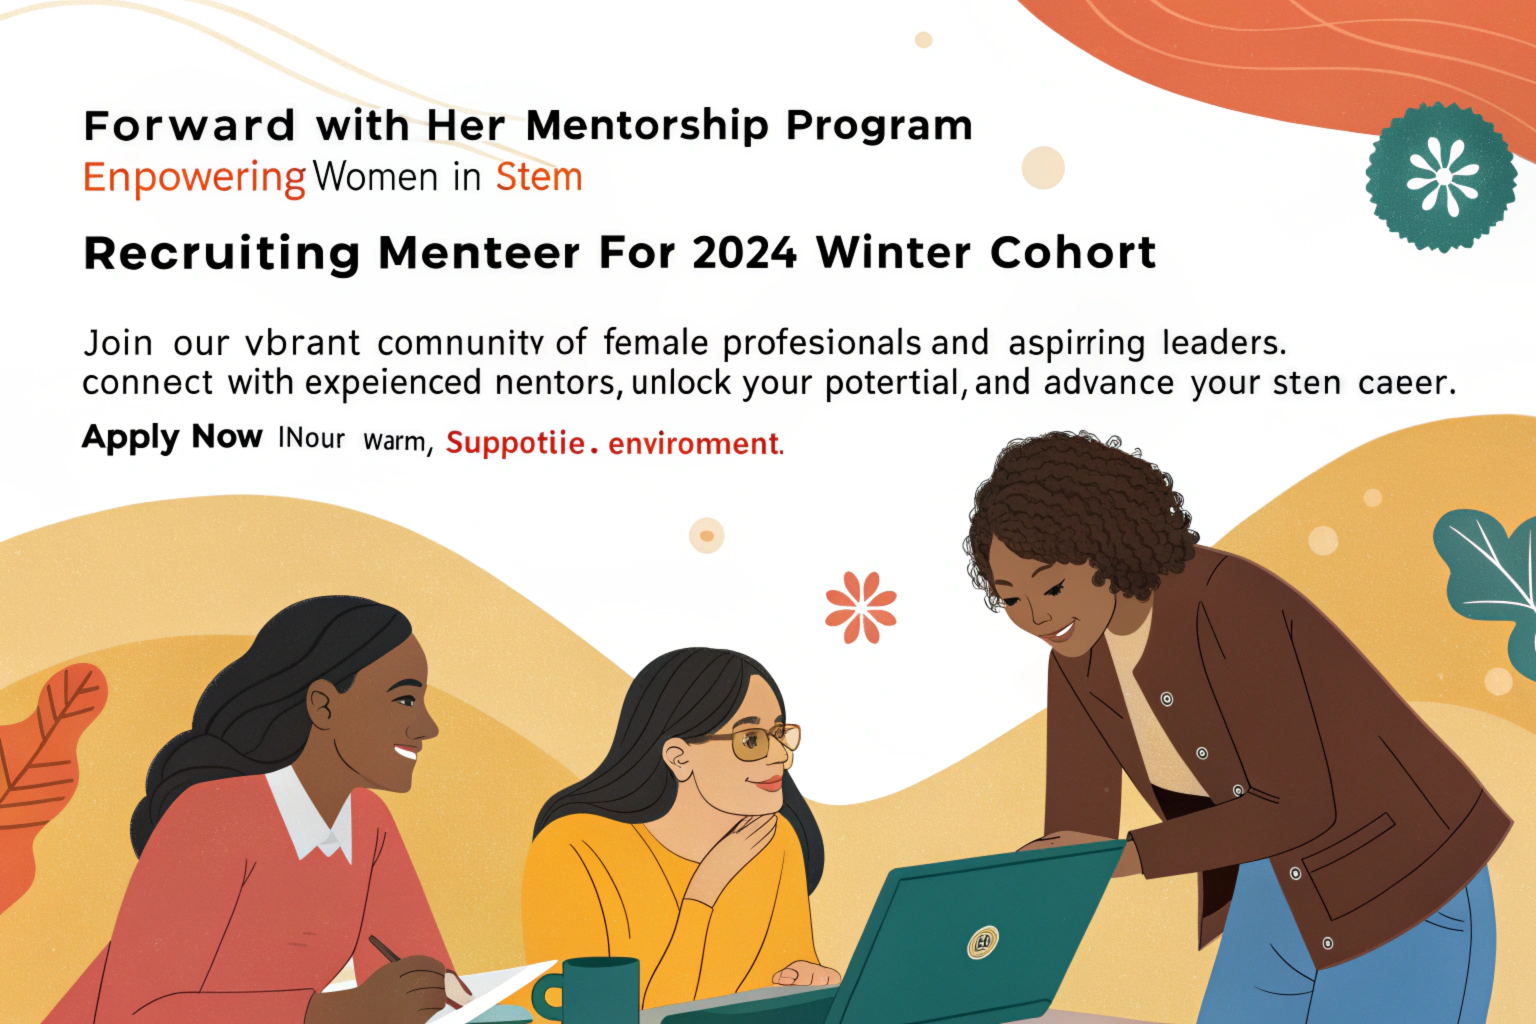 Forward with Her Mentorship Program
Enpowering Women in Stem
Recruiting Menteer For 2024 Winter Cohort
Join our vbrant comnunitv of female profesionals and aspirring leaders.
connect with expeienced nentors, unlock your potertial, and advance your sten caeer.
Apply Now INour warm, Suppotiie. enviroment.